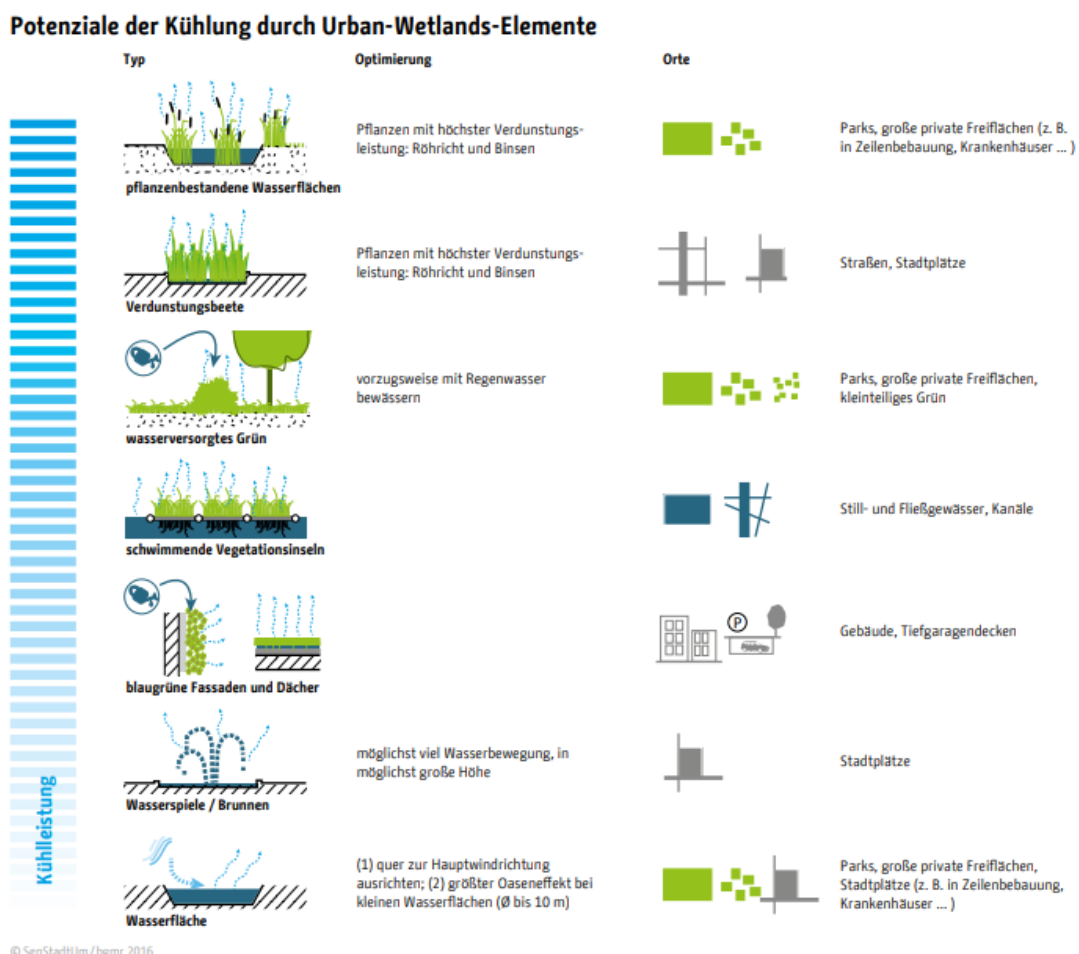 Potenziale der Kühlung durch Urban-Wetlands-Elemente
Typ
Optimierung
Orte
Pflanzen mit höchster Verdunstungs-
leistung: Röhricht und Binsen
Parks, große private Freiflächen (z. B.
in Zeilenbebauung, Krankenhäuser ... )
pflanzenbestandene Wasserflächen
Pflanzen mit höchster Verdunstungs-
leistung: Röhricht und Binsen
Straßen, Stadtplätze
Verdunstungsbeete
vorzugsweise mit Regenwasser
bewässern
Parks, große private Freiflächen,
kleinteiliges Grün
wasserversorgtes Grün
Still- und Fließgewässer, Kanäle
schwimmende Vegetationsinseln
P
Gebäude, Tiefgaragendecken
blaugrüne Fassaden und Dächer
möglichst viel Wasserbewegung, in
möglichst große Höhe
Stadtplätze
Wasserspiele / Brunnen
Kühlleistung
(1) quer zur Hauptwindrichtung
ausrichten; (2) größter Oaseneffekt bei
kleinen Wasserflächen (Ø bis 10 m)
Parks, große private Freiflächen,
Stadtplätze (z. B. in Zeilenbebauung,
Krankenhäuser ... )
Wasserfläche
© SenStadtUm / bgmr 2016